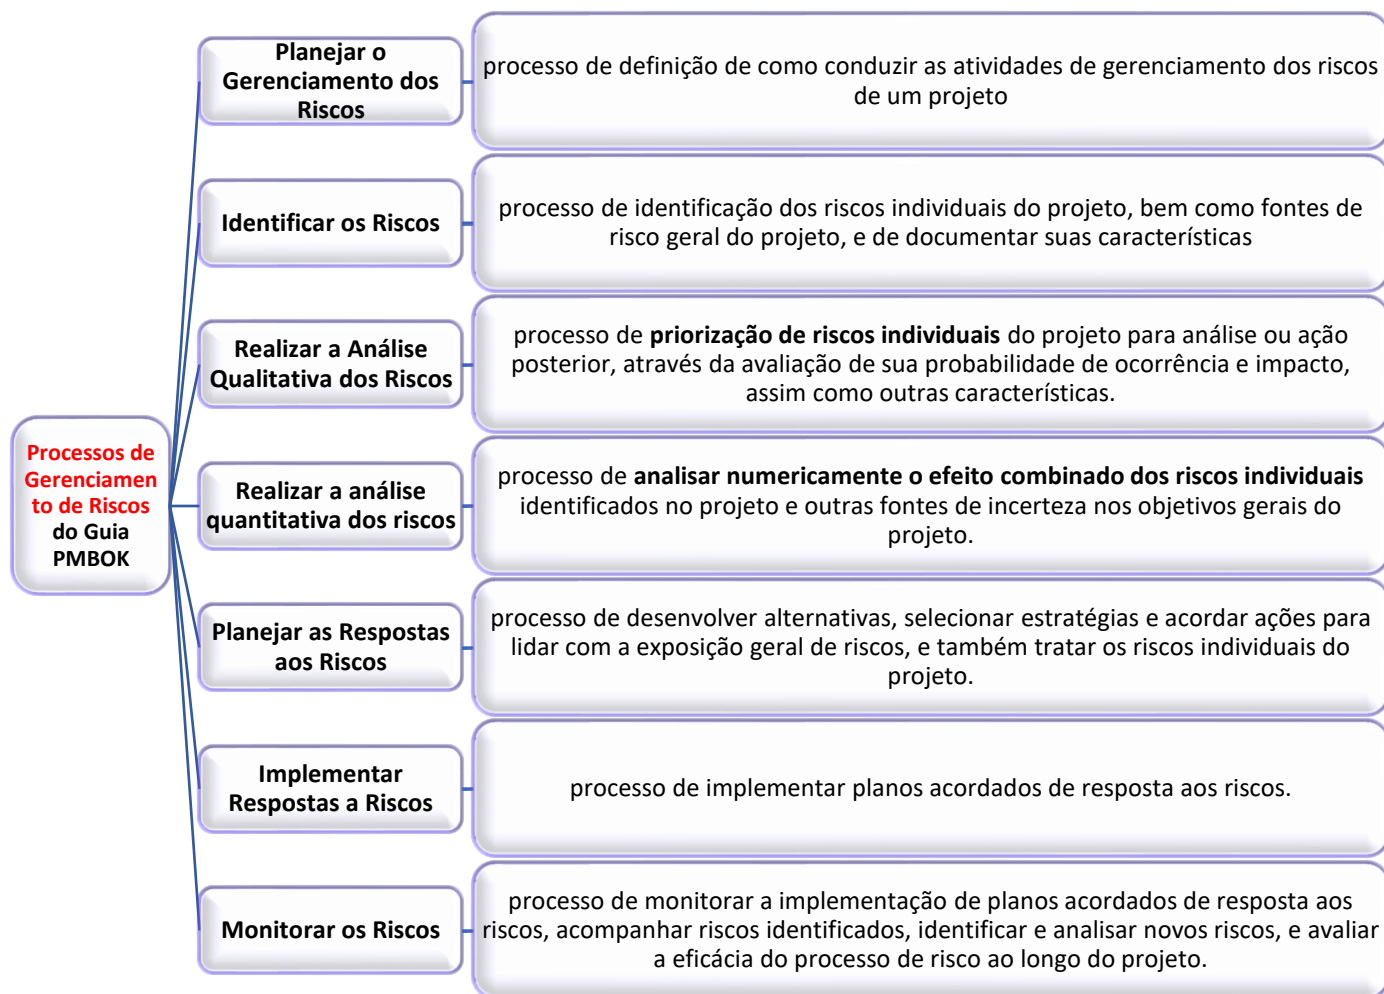 Planejar o
Gerenciamento dos
Riscos
processo de definição de como conduzir as atividades de gerenciamento dos riscos
de um projeto
Identificar os Riscos
processo de identificação dos riscos individuais do projeto, bem como fontes de
risco geral do projeto, e de documentar suas características
Realizar a Análise
Qualitativa dos Riscos
processo de priorização de riscos individuais do projeto para análise ou ação
posterior, através da avaliação de sua probabilidade de ocorrência e impacto,
assim como outras características.
Processos de
Gerenciamen
to de Riscos
do Guia
PMBOK
Realizar a análise
quantitativa dos riscos
processo de analisar numericamente o efeito combinado dos riscos individuais
identificados no projeto e outras fontes de incerteza nos objetivos gerais do
projeto.
Planejar as Respostas
aos Riscos
processo de desenvolver alternativas, selecionar estratégias e acordar ações para
lidar com a exposição geral de riscos, e também tratar os riscos individuais do
projeto.
Implementar
Respostas a Riscos
processo de implementar planos acordados de resposta aos riscos.
Monitorar os Riscos
processo de monitorar a implementação de planos acordados de resposta aos
riscos, acompanhar riscos identificados, identificar e analisar novos riscos, e avaliar
a eficácia do processo de risco ao longo do projeto.